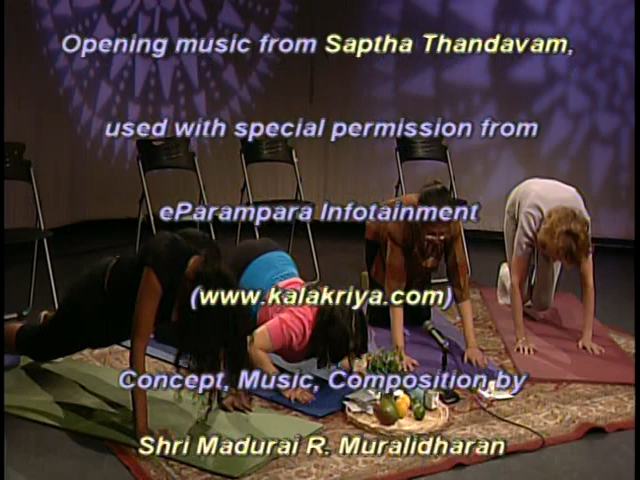 Opening music from Saptha Thandavam,
used with special permission from
eParampara Infotainment
(www.kalakriya.com)
Concept, Music, Composition by
Shri Madurai R. Muralidharan